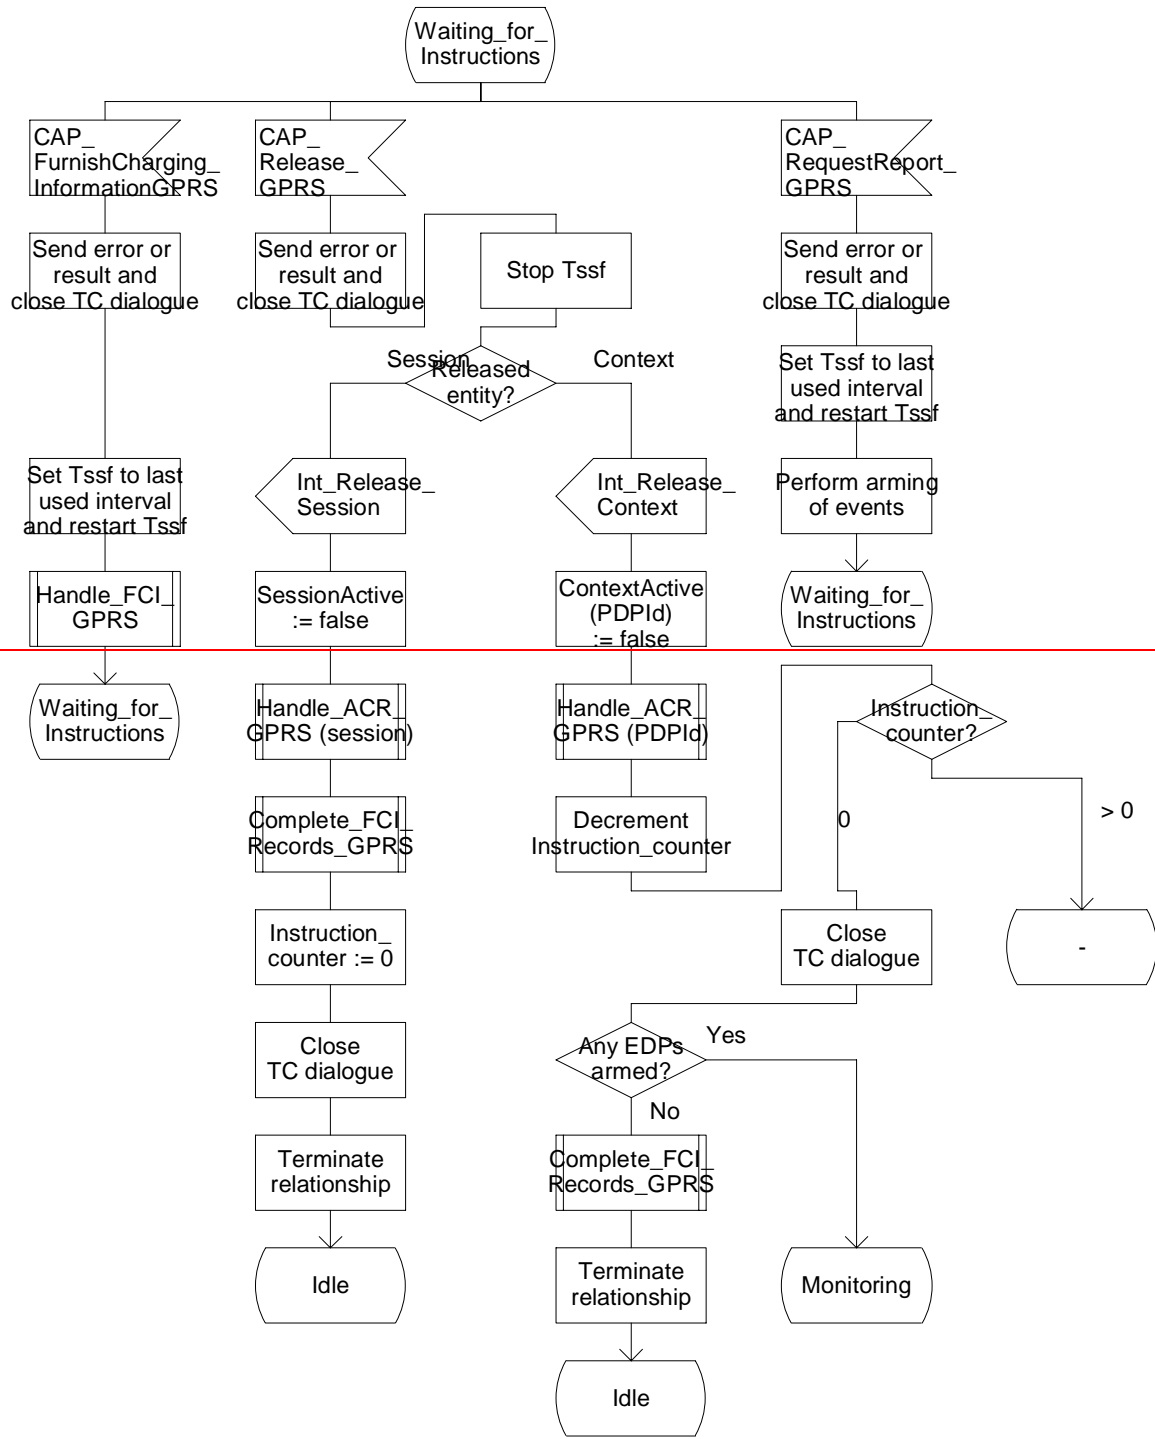 Waiting_for_
Instructions
CAP_
FurnishCharging_
InformationGPRS
CAP_
Release_
GPRS
CAP_
RequestReport_
GPRS
Send error or
result and
close TC dialogue
Send error or
result and
close TC dialogue
Stop Tssf
Send error or
result and
close TC dialogue
Session
Released
entity?
Context
Set Tssf to last
used interval
and restart Tssf
Set Tssf to last
used interval
and restart Tssf
Int_Release_
Session
Int_Release_
Context
Perform arming
of events
Handle_FCI_
GPRS
SessionActive
:= false
ContextActive
(PDPId)
:= false
Waiting_for_
Instructions
Waiting_for_
Instructions
Handle_ACR_
GPRS (session)
Handle_ACR_
GPRS (PDPId)
Instruction_
counter?
Complete_FCI_
Records_GPRS
Decrement
Instruction_counter
0
> 0
Instruction_
counter := 0
Close
TC dialogue
-
Close
TC dialogue
Any EDPs
armed?
Yes
No
Terminate
relationship
Complete_FCI_
Records_GPRS
Idle
Terminate
relationship
Monitoring
Idle